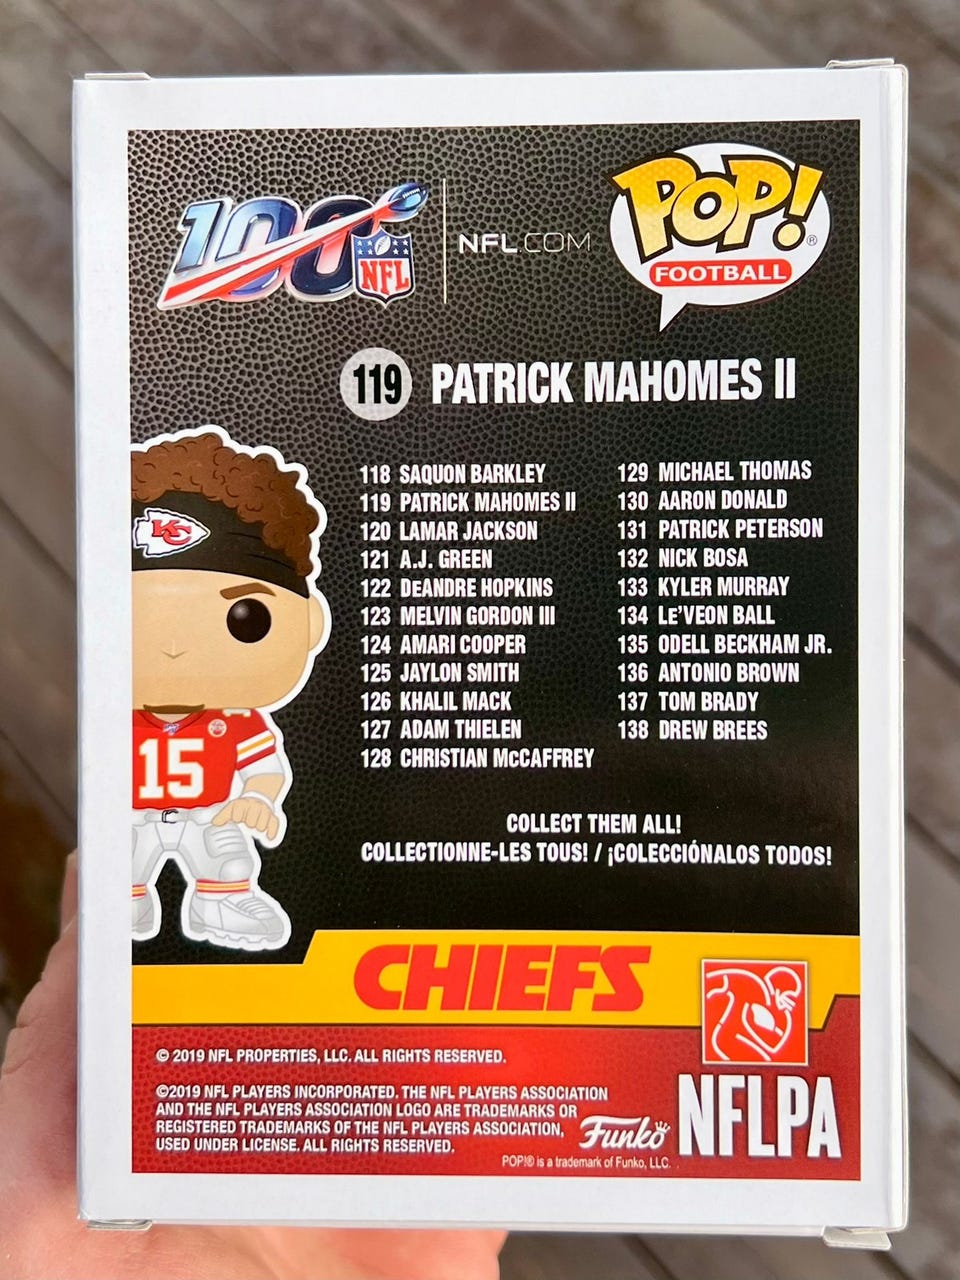 100
NFL
NFL.COM
POP!®
FOOTBALL
119 PATRICK MAHOMES II
118 SAQUON BARKLEY
119 PATRICK MAHOMES II
120 LAMAR JACKSON
121 A.J. GREEN
122 DeANDRE HOPKINS
123 MELVIN GORDON III
124 AMARI COOPER
125 JAYLON SMITH
126 KHALIL MACK
127 ADAM THIELEN
128 CHRISTIAN McCAFFREY
129 MICHAEL THOMAS
130 AARON DONALD
131 PATRICK PETERSON
132 NICK BOSA
133 KYLER MURRAY
134 LE'VEON BALL
135 ODELL BECKHAM JR.
136 ANTONIO BROWN
137 TOM BRADY
138 DREW BREES
KC
15
COLLECT THEM ALL!
COLLECTIONNE-LES TOUS! / ¡COLECCIÓNALOS TODOS!
CHIEFS
© 2019 NFL PROPERTIES, LLC. ALL RIGHTS RESERVED.
©2019 NFL PLAYERS INCORPORATED. THE NFL PLAYERS ASSOCIATION
AND THE NFL PLAYERS ASSOCIATION LOGO ARE TRADEMARKS OR
REGISTERED TRADEMARKS OF THE NFL PLAYERS ASSOCIATION,
USED UNDER LICENSE. ALL RIGHTS RESERVED.
Funko
POP!® is a trademark of Funko, LLC.
NFLPA